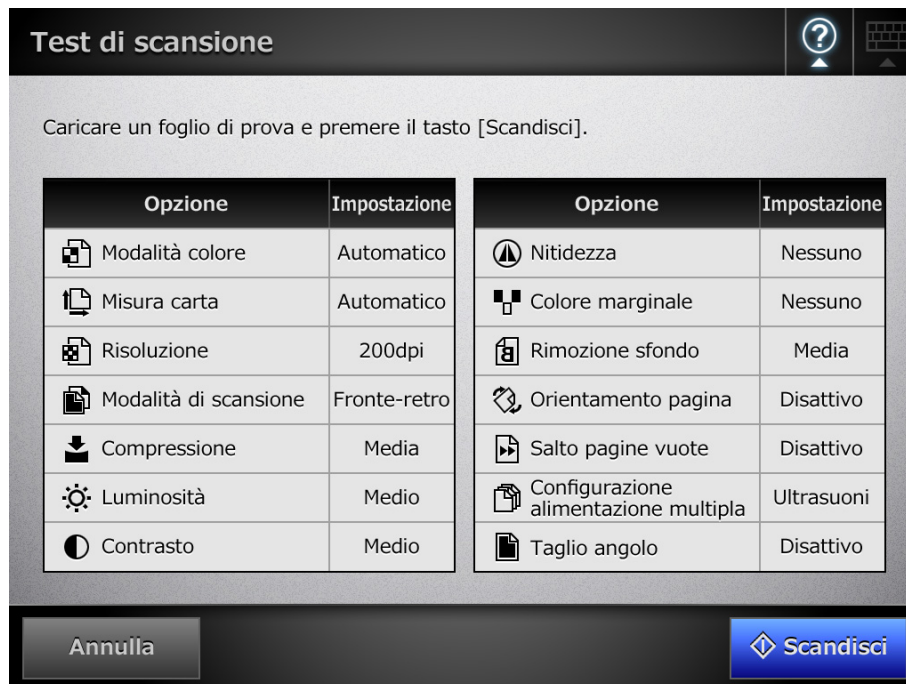 Test di scansione
Caricare un foglio di prova e premere il tasto [Scandisci].
Opzione Impostazione
Modalità colore Automatico
Misura carta Automatico
Risoluzione 200dpi
Modalità di scansione Fronte-retro
Compressione Media
Luminosità Medio
Contrasto Medio
Opzione Impostazione
Nitidezza Nessuno
Colore marginale Nessuno
Rimozione sfondo Media
Orientamento pagina Disattivo
Salto pagine vuote Disattivo
Configurazione
alimentazione multipla Ultrasuoni
Taglio angolo Disattivo
Annulla Scandisci